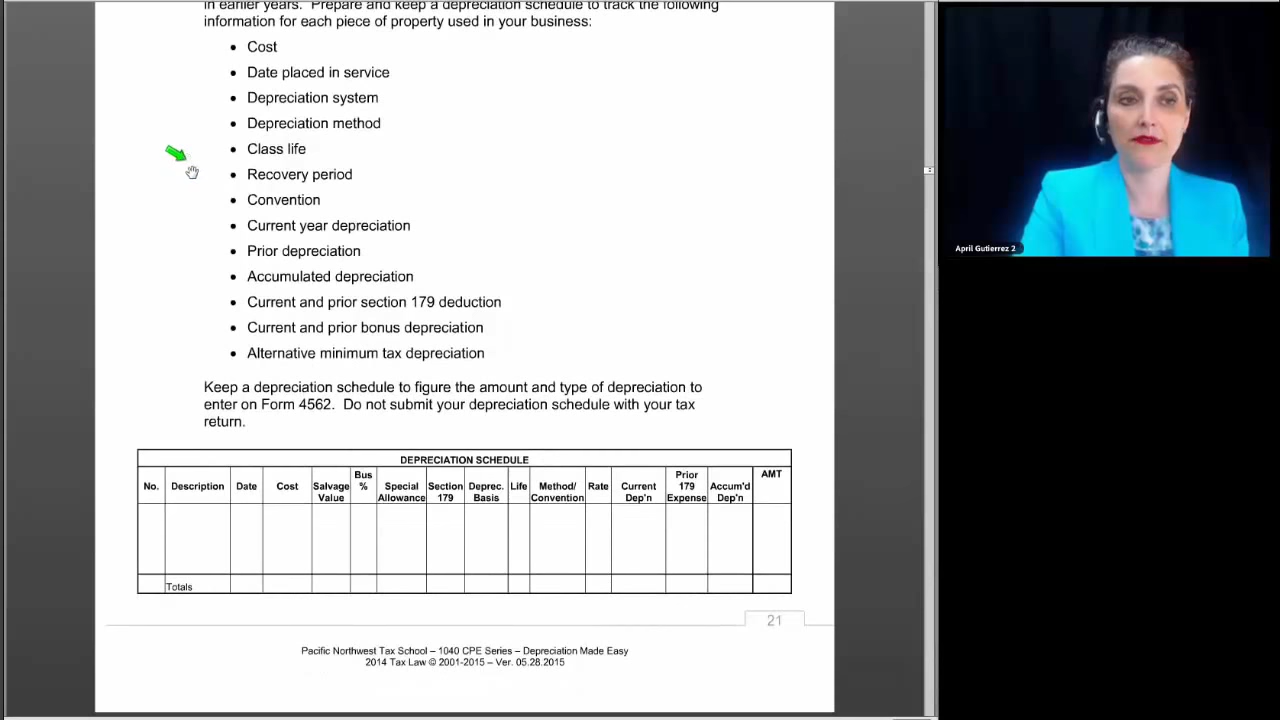 in earlier years.  Prepare and keep a depreciation schedule to track the following
information for each piece of property used in your business:
• Cost
• Date placed in service
• Depreciation system
• Depreciation method
• Class life
• Recovery period
• Convention
• Current year depreciation
• Prior depreciation
• Accumulated depreciation
• Current and prior section 179 deduction
• Current and prior bonus depreciation
• Alternative minimum tax depreciation
Keep a depreciation schedule to figure the amount and type of depreciation to
enter on Form 4562.  Do not submit your depreciation schedule with your tax
return.
DEPRECIATION SCHEDULE
No. Description Date Cost Salvage Value Bus % Special Allowance Section 179 Deprec. Basis Life Method/ Convention Rate Current Dep'n Prior 179 Expense Accum'd Dep'n AMT
Totals
21
Pacific Northwest Tax School – 1040 CPE Series – Depreciation Made Easy
2014 Tax Law © 2001-2015 – Ver. 05.28.2015
April Gutierrez 2